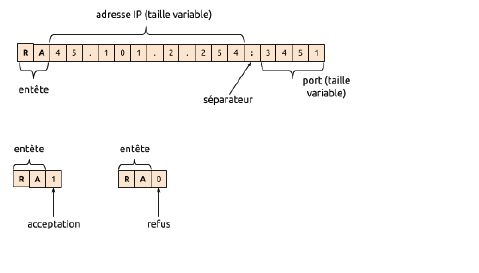 adresse IP (taille variable)
R A 4 5 . 1 0 1 . 2 . 2 5 4 : 3 4 5 1
entête
séparateur
port (taille
variable)
entête
entête
R A 1
R A 0
acceptation
refus